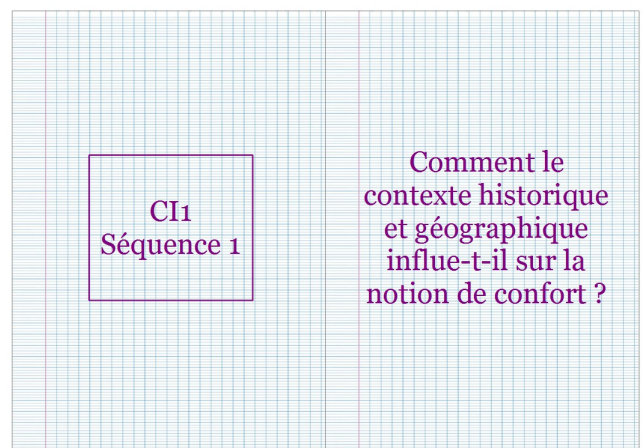 CI1
Séquence 1
Comment le
contexte historique
et géographique
influe-t-il sur la
notion de confort ?